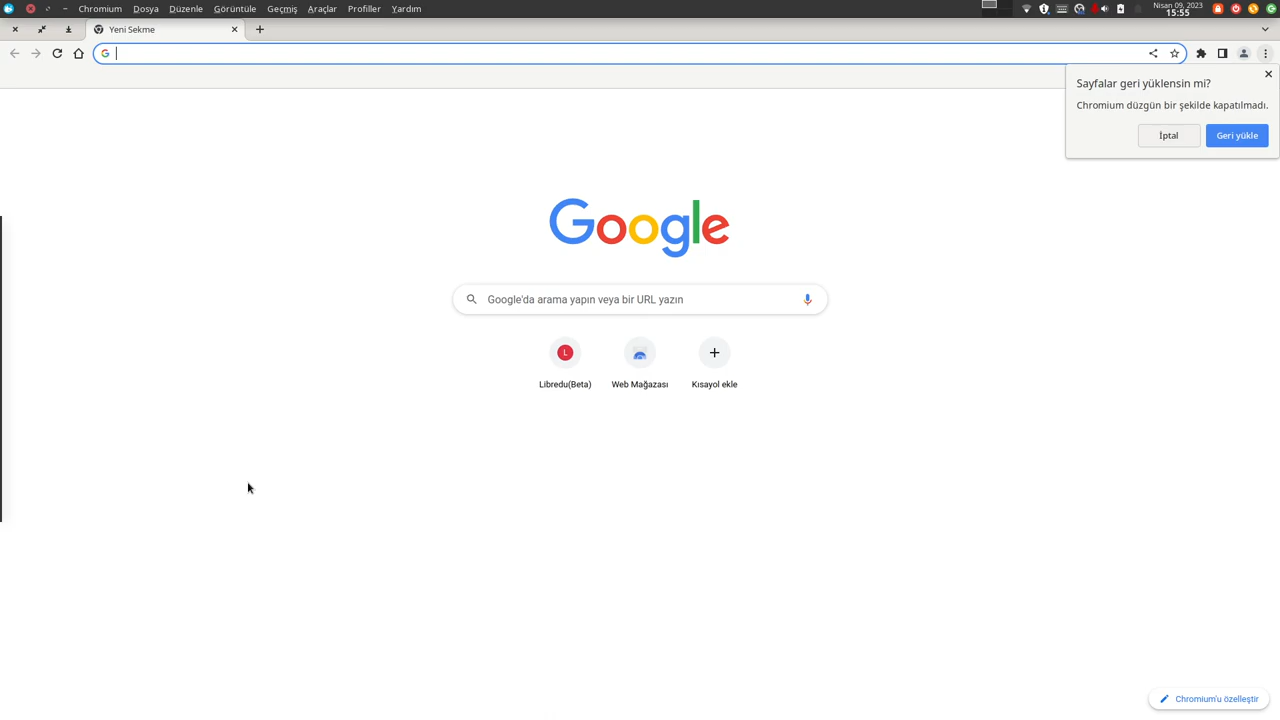 Chromium Dosya Düzenle Görüntüle Geçmiş Araçlar Profiller Yardım
Nisan 09, 2023
15:55
Yeni Sekme
Sayfalar geri yüklensin mi?
Chromium düzgün bir şekilde kapatılmadı.
İptal Geri yükle
Google
Google'da arama yapın veya bir URL yazın
L
Libredu(Beta) Web Mağazası Kısayol ekle
Chromium'u özelleştir